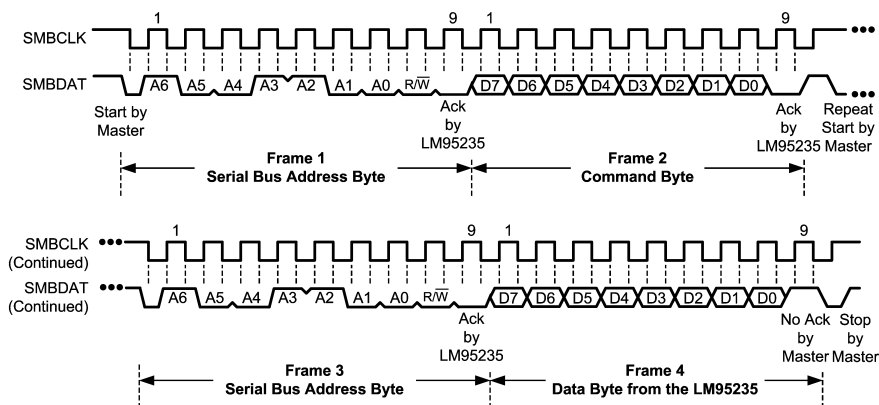 1 9 1 9
SMBCLK
SMBDAT A6 A5 A4 A3 A2 A1 A0 R/W̅ D7 D6 D5 D4 D3 D2 D1 D0
Start by
Master
Ack
by
LM95235
Ack
by
LM95235
Repeat
Start by
Master
Frame 1
Serial Bus Address Byte
Frame 2
Command Byte
1 9 1 9
SMBCLK
(Continued)
SMBDAT
(Continued)
A6 A5 A4 A3 A2 A1 A0 R/W̅ D7 D6 D5 D4 D3 D2 D1 D0
Ack
by
LM95235
No Ack
by
Master
Stop
by
Master
Frame 3
Serial Bus Address Byte
Frame 4
Data Byte from the LM95235